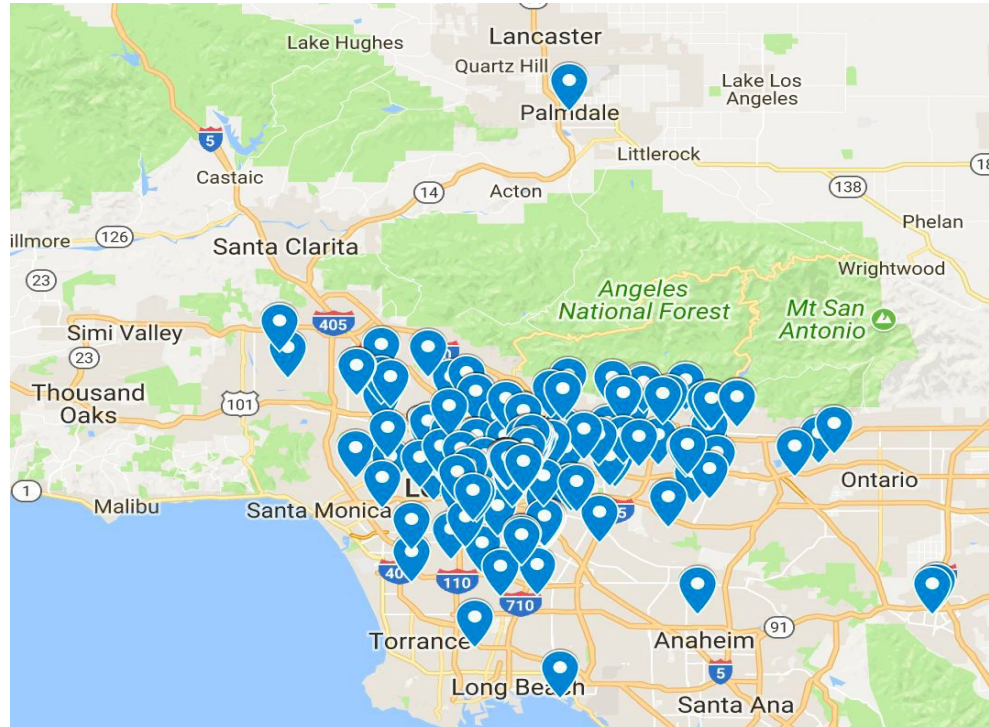 Lake Hughes
Lancaster
Quartz Hill
Lake Los
Angeles
Palmdale
5
Littlerock
Castaic
14
Acton
138
18
Phelan
illmore
126
Santa Clarita
Wrightwood
23
Angeles
National Forest
Mt San
Antonio
405
Simi Valley
23
Thousand
Oaks
101
Ontario
1
Malibu
Santa Monica
Lo
5
40
110
710
91
Torrance
Anaheim
5
Long Beach
Santa Ana